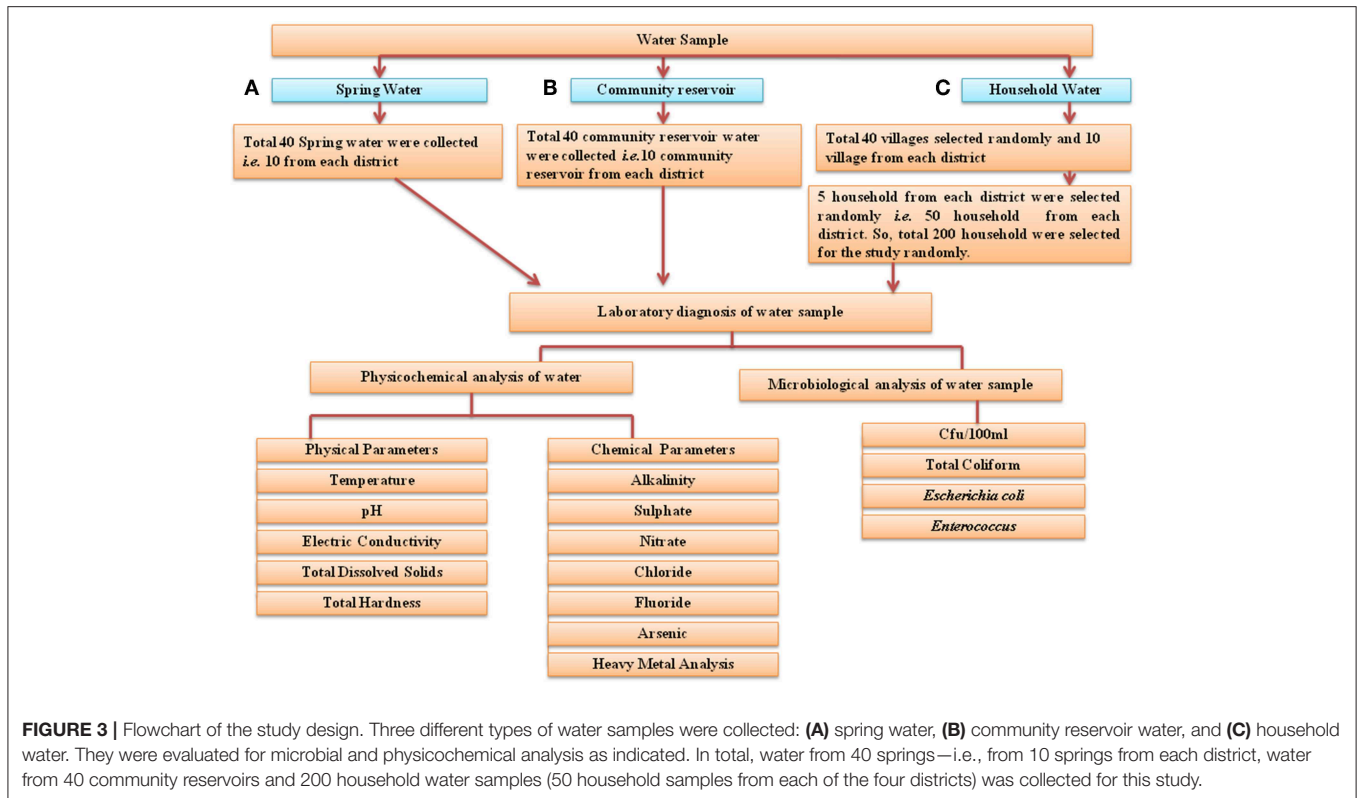 Water Sample
A
Spring Water
B
Community reservoir
C
Household Water
Total 40 Spring water were collected
i.e. 10 from each district
Total 40 community reservoir water
were collected i.e.10 community
reservoir from each district
Total 40 villages selected randomly and 10
village from each district
5 household from each district were selected
randomly i.e. 50 household from each
district. So, total 200 household were selected
for the study randomly.
Laboratory diagnosis of water sample
Physicochemical analysis of water
Microbiological analysis of water sample
Physical Parameters
Temperature
pH
Electric Conductivity
Total Dissolved Solids
Total Hardness
Chemical Parameters
Alkalinity
Sulphate
Nitrate
Chloride
Fluoride
Arsenic
Heavy Metal Analysis
Cfu/100ml
Total Coliform
Escherichia coli
Enterococcus
FIGURE 3 | Flowchart of the study design. Three different types of water samples were collected: (A) spring water, (B) community reservoir water, and (C) household
water. They were evaluated for microbial and physicochemical analysis as indicated. In total, water from 40 springs—i.e., from 10 springs from each district, water
from 40 community reservoirs and 200 household water samples (50 household samples from each of the four districts) was collected for this study.